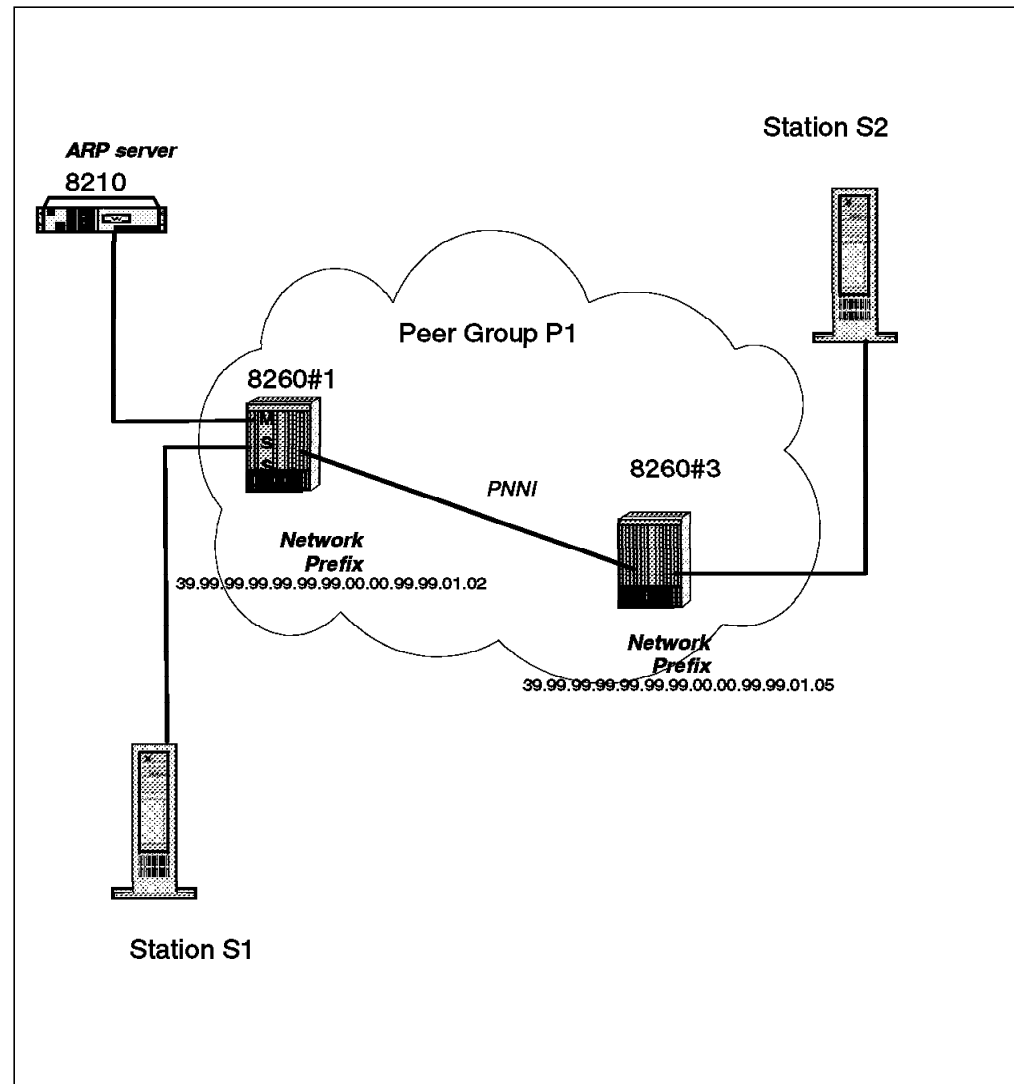 Station S2
ARP server
8210
Peer Group P1
8260#1
M
S
S
PNNI
8260#3
Network
Prefix
39.99.99.99.99.99.99.00.00.99.99.01.02
Network
Prefix
39.99.99.99.99.99.99.00.00.99.99.01.05
Station S1